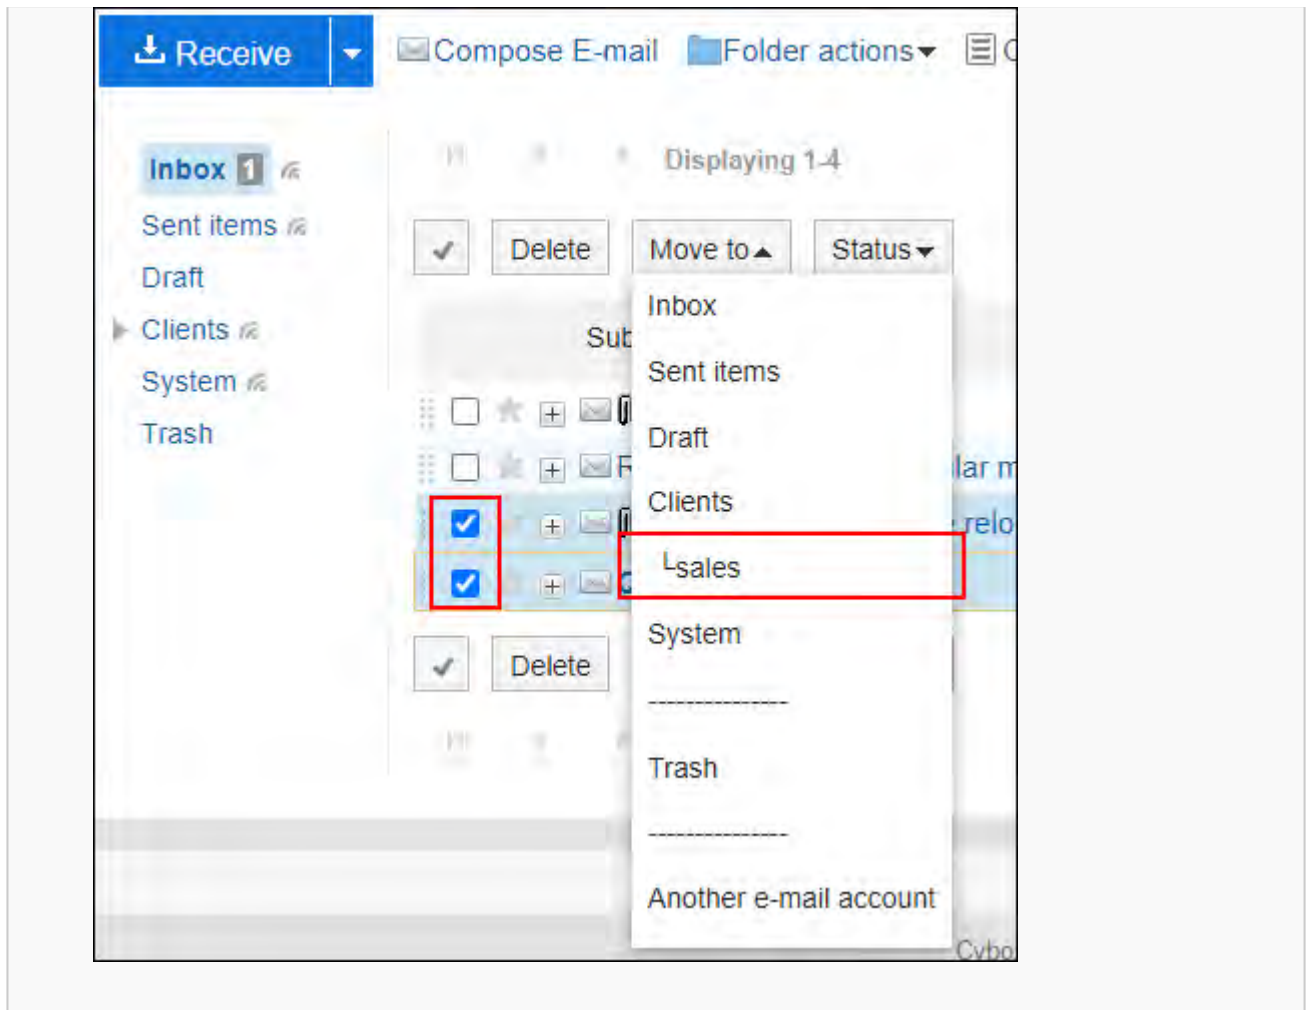 Receive Compose E-mail Folder actions
Inbox 1 Displaying 1-4
Sent items
Draft
Clients
System
Trash
Delete Move to Status
Inbox
Sent items
Draft
Clients
└sales
System
---------------
Trash
---------------
Another e-mail account
Delete